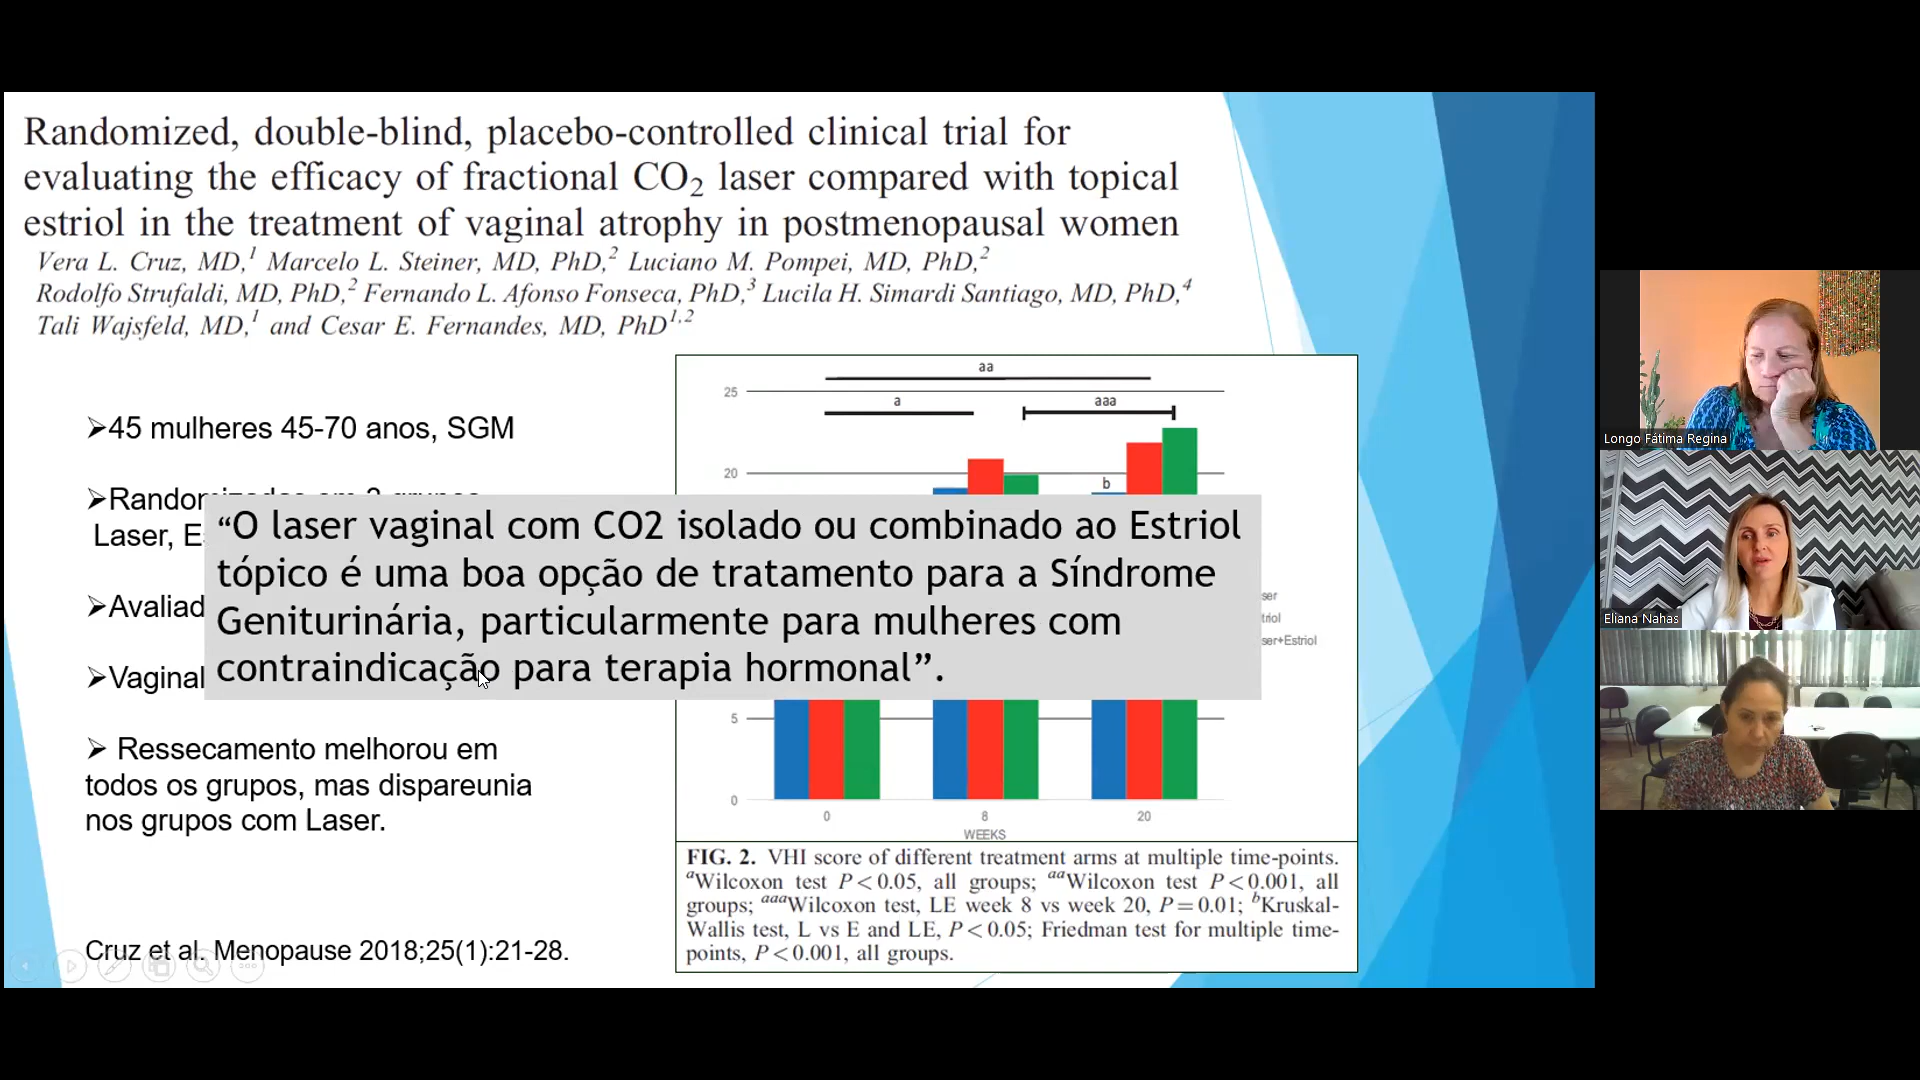 Randomized, double-blind, placebo-controlled clinical trial for
evaluating the efficacy of fractional CO2 laser compared with topical
estriol in the treatment of vaginal atrophy in postmenopausal women
Vera L. Cruz, MD,1 Marcelo L. Steiner, MD, PhD,2 Luciano M. Pompei, MD, PhD,2
Rodolfo Strufaldi, MD, PhD,2 Fernando L. Afonso Fonseca, PhD,3 Lucila H. Simardi Santiago, MD, PhD,4
Tali Wajsfeld, MD,1 and Cesar E. Fernandes, MD, PhD1,2
➢45 mulheres 45-70 anos, SGM
➢
Laser, E
➢Avaliad
➢Vaginal
➢ Ressecamento melhorou em
todos os grupos, mas dispareunia
nos grupos com Laser.
Cruz et al. Menopause 2018;25(1):21-28.
“O laser vaginal com CO2 isolado ou combinado ao Estriol
tópico é uma boa opção de tratamento para a Síndrome
Geniturinária, particularmente para mulheres com
contraindicação para terapia hormonal”.
aa
25
a
aaa
20
b
ser
triol
ser+Estriol
5
0
0
8
20
WEEKS
FIG. 2. VHI score of different treatment arms at multiple time-points.
aWilcoxon test P<0.05, all groups; aaWilcoxon test P<0.001, all
groups; aaaWilcoxon test, LE week 8 vs week 20, P=0.01; bKruskal-
Wallis test, L vs E and LE, P<0.05; Friedman test for multiple time-
points, P<0.001, all groups.
Longo Fátima Regina
Eliana Nahas